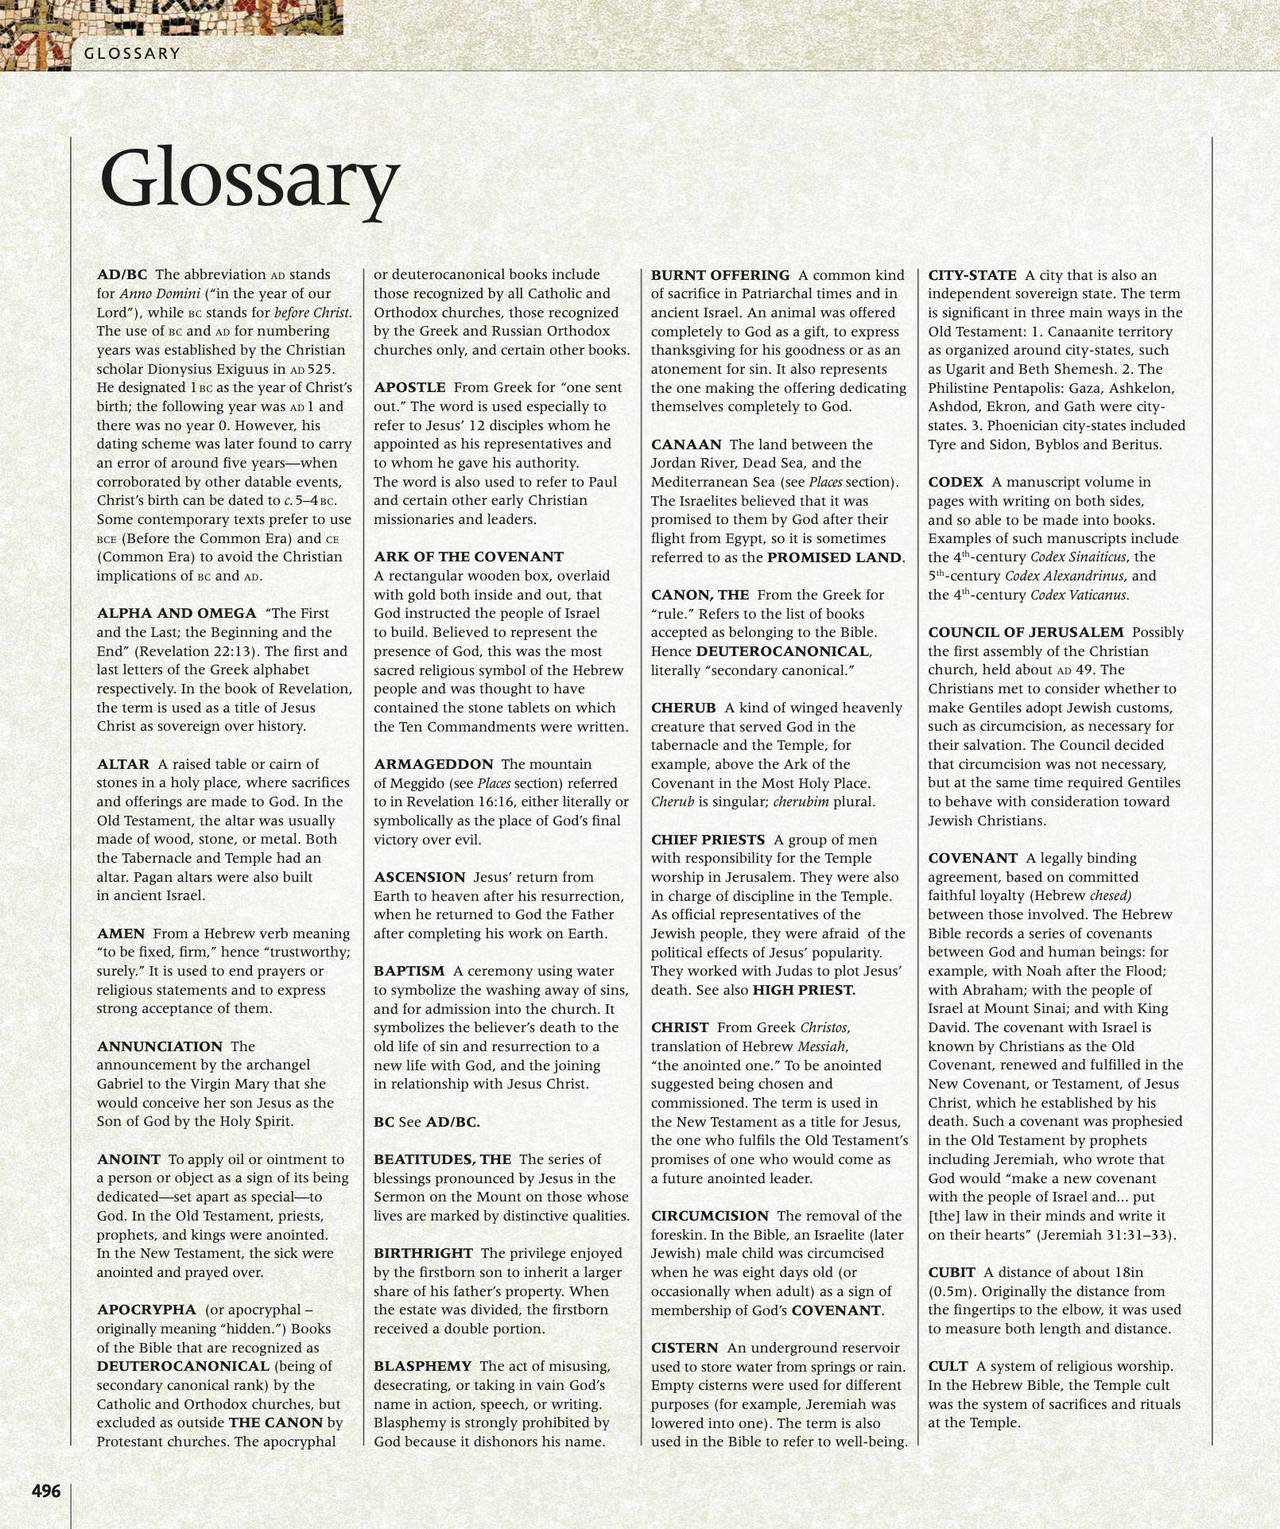 GLOSSARY
Glossary
AD/BC The abbreviation AD stands
for Anno Domini (“in the year of our
Lord”), while BC stands for before Christ.
The use of BC and AD for numbering
years was established by the Christian
scholar Dionysius Exiguus in AD 525.
He designated 1 BC as the year of Christ’s
birth; the following year was AD 1 and
there was no year 0. However, his
dating scheme was later found to carry
an error of around five years—when
corroborated by other datable events,
Christ’s birth can be dated to c. 5–4 BC.
Some contemporary texts prefer to use
BCE (Before the Common Era) and CE
(Common Era) to avoid the Christian
implications of BC and AD.
ALPHA AND OMEGA “The First
and the Last; the Beginning and the
End” (Revelation 22:13). The first and
last letters of the Greek alphabet
respectively. In the book of Revelation,
the term is used as a title of Jesus
Christ as sovereign over history.
ALTAR A raised table or cairn of
stones in a holy place, where sacrifices
and offerings are made to God. In the
Old Testament, the altar was usually
made of wood, stone, or metal. Both
the Tabernacle and Temple had an
altar. Pagan altars were also built
in ancient Israel.
AMEN From a Hebrew verb meaning
“to be fixed, firm,” hence “trustworthy;
surely.” It is used to end prayers or
religious statements and to express
strong acceptance of them.
ANNUNCIATION The
announcement by the archangel
Gabriel to the Virgin Mary that she
would conceive her son Jesus as the
Son of God by the Holy Spirit.
ANOINT To apply oil or ointment to
a person or object as a sign of its being
dedicated—set apart as special—to
God. In the Old Testament, priests,
prophets, and kings were anointed.
In the New Testament, the sick were
anointed and prayed over.
APOCRYPHA (or apocryphal –
originally meaning “hidden.”) Books
of the Bible that are recognized as
DEUTEROCANONICAL (being of
secondary canonical rank) by the
Catholic and Orthodox churches, but
excluded as outside THE CANON by
Protestant churches. The apocryphal
or deuterocanonical books include
those recognized by all Catholic and
Orthodox churches, those recognized
by the Greek and Russian Orthodox
churches only, and certain other books.
APOSTLE From Greek for “one sent
out.” The word is used especially to
refer to Jesus’ 12 disciples whom he
appointed as his representatives and
to whom he gave his authority.
The word is also used to refer to Paul
and certain other early Christian
missionaries and leaders.
ARK OF THE COVENANT
A rectangular wooden box, overlaid
with gold both inside and out, that
God instructed the people of Israel
to build. Believed to represent the
presence of God, this was the most
sacred religious symbol of the Hebrew
people and was thought to have
contained the stone tablets on which
the Ten Commandments were written.
ARMAGEDDON The mountain
of Meggido (see Places section) referred
to in Revelation 16:16, either literally or
symbolically as the place of God’s final
victory over evil.
ASCENSION Jesus’ return from
Earth to heaven after his resurrection,
when he returned to God the Father
after completing his work on Earth.
BAPTISM A ceremony using water
to symbolize the washing away of sins,
and for admission into the church. It
symbolizes the believer’s death to the
old life of sin and resurrection to a
new life with God, and the joining
in relationship with Jesus Christ.
BC See AD/BC.
BEATITUDES, THE The series of
blessings pronounced by Jesus in the
Sermon on the Mount on those whose
lives are marked by distinctive qualities.
BIRTHRIGHT The privilege enjoyed
by the firstborn son to inherit a larger
share of his father’s property. When
the estate was divided, the firstborn
received a double portion.
BLASPHEMY The act of misusing,
desecrating, or taking in vain God’s
name in action, speech, or writing.
Blasphemy is strongly prohibited by
God because it dishonors his name.
BURNT OFFERING A common kind
of sacrifice in Patriarchal times and in
ancient Israel. An animal was offered
completely to God as a gift, to express
thanksgiving for his goodness or as an
atonement for sin. It also represents
the one making the offering dedicating
themselves completely to God.
CANAAN The land between the
Jordan River, Dead Sea, and the
Mediterranean Sea (see Places section).
The Israelites believed that it was
promised to them by God after their
flight from Egypt, so it is sometimes
referred to as the PROMISED LAND.
CANON, THE From the Greek for
“rule.” Refers to the list of books
accepted as belonging to the Bible.
Hence DEUTEROCANONICAL,
literally “secondary canonical.”
CHERUB A kind of winged heavenly
creature that served God in the
tabernacle and the Temple, for
example, above the Ark of the
Covenant in the Most Holy Place.
Cherub is singular; cherubim plural.
CHIEF PRIESTS A group of men
with responsibility for the Temple
worship in Jerusalem. They were also
in charge of discipline in the Temple.
As official representatives of the
Jewish people, they were afraid of the
political effects of Jesus’ popularity.
They worked with Judas to plot Jesus’
death. See also HIGH PRIEST.
CHRIST From Greek Christos,
translation of Hebrew Messiah,
“the anointed one.” To be anointed
suggested being chosen and
commissioned. The term is used in
the New Testament as a title for Jesus,
the one who fulfils the Old Testament’s
promises of one who would come as
a future anointed leader.
CIRCUMCISION The removal of the
foreskin. In the Bible, an Israelite (later
Jewish) male child was circumcised
when he was eight days old (or
occasionally when adult) as a sign of
membership of God’s COVENANT.
CISTERN An underground reservoir
used to store water from springs or rain.
Empty cisterns were used for different
purposes (for example, Jeremiah was
lowered into one). The term is also
used in the Bible to refer to well-being.
CITY-STATE A city that is also an
independent sovereign state. The term
is significant in three main ways in the
Old Testament: 1. Canaanite territory
as organized around city-states, such
as Ugarit and Beth Shemesh. 2. The
Philistine Pentapolis: Gaza, Ashkelon,
Ashdod, Ekron, and Gath were city-
states. 3. Phoenician city-states included
Tyre and Sidon, Byblos and Beritus.
CODEX A manuscript volume in
pages with writing on both sides,
and so able to be made into books.
Examples of such manuscripts include
the 4th-century Codex Sinaiticus, the
5th-century Codex Alexandrinus, and
the 4th-century Codex Vaticanus.
COUNCIL OF JERUSALEM Possibly
the first assembly of the Christian
church, held about AD 49. The
Christians met to consider whether to
make Gentiles adopt Jewish customs,
such as circumcision, as necessary for
their salvation. The Council decided
that circumcision was not necessary,
but at the same time required Gentiles
to behave with consideration toward
Jewish Christians.
COVENANT A legally binding
agreement, based on committed
faithful loyalty (Hebrew chesed)
between those involved. The Hebrew
Bible records a series of covenants
between God and human beings: for
example, with Noah after the Flood;
with Abraham; with the people of
Israel at Mount Sinai; and with King
David. The covenant with Israel is
known by Christians as the Old
Covenant, renewed and fulfilled in the
New Covenant, or Testament, of Jesus
Christ, which he established by his
death. Such a covenant was prophesied
in the Old Testament by prophets
including Jeremiah, who wrote that
God would “make a new covenant
with the people of Israel and... put
[the] law in their minds and write it
on their hearts” (Jeremiah 31:31–33).
CUBIT A distance of about 18in
(0.5m). Originally the distance from
the fingertips to the elbow, it was used
to measure both length and distance.
CULT A system of religious worship.
In the Hebrew Bible, the Temple cult
was the system of sacrifices and rituals
at the Temple.
496